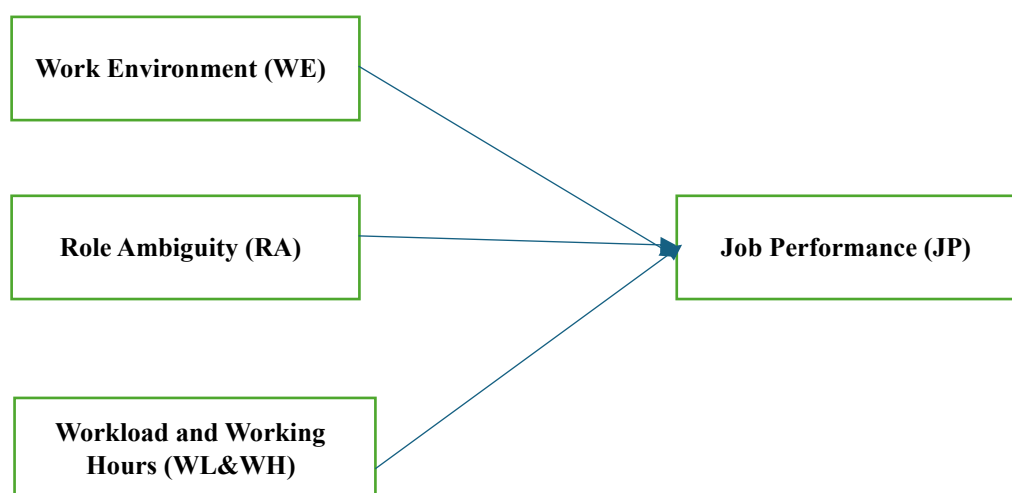 Work Environment (WE)
Role Ambiguity (RA)
Job Performance (JP)
Workload and Working
Hours (WL&WH)